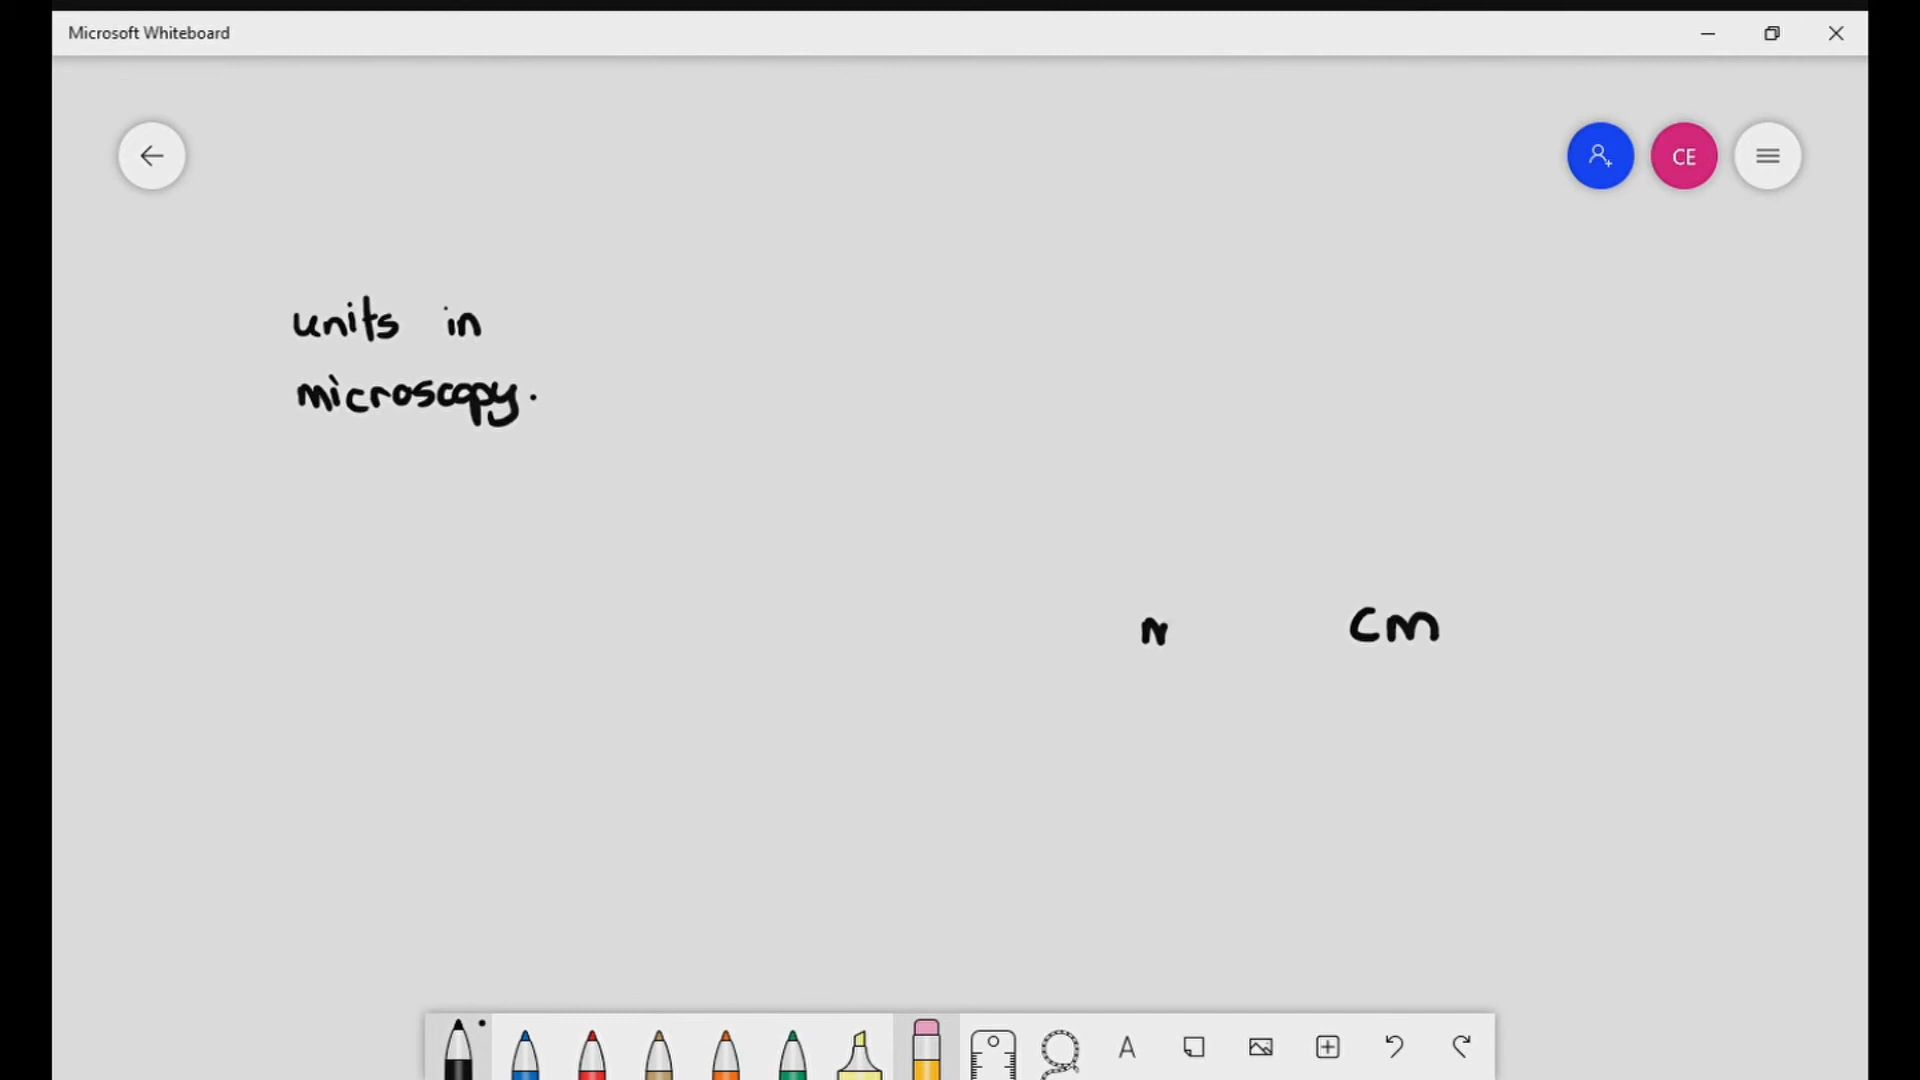 Microsoft Whiteboard
CE
units in
microscopy.
cm
A